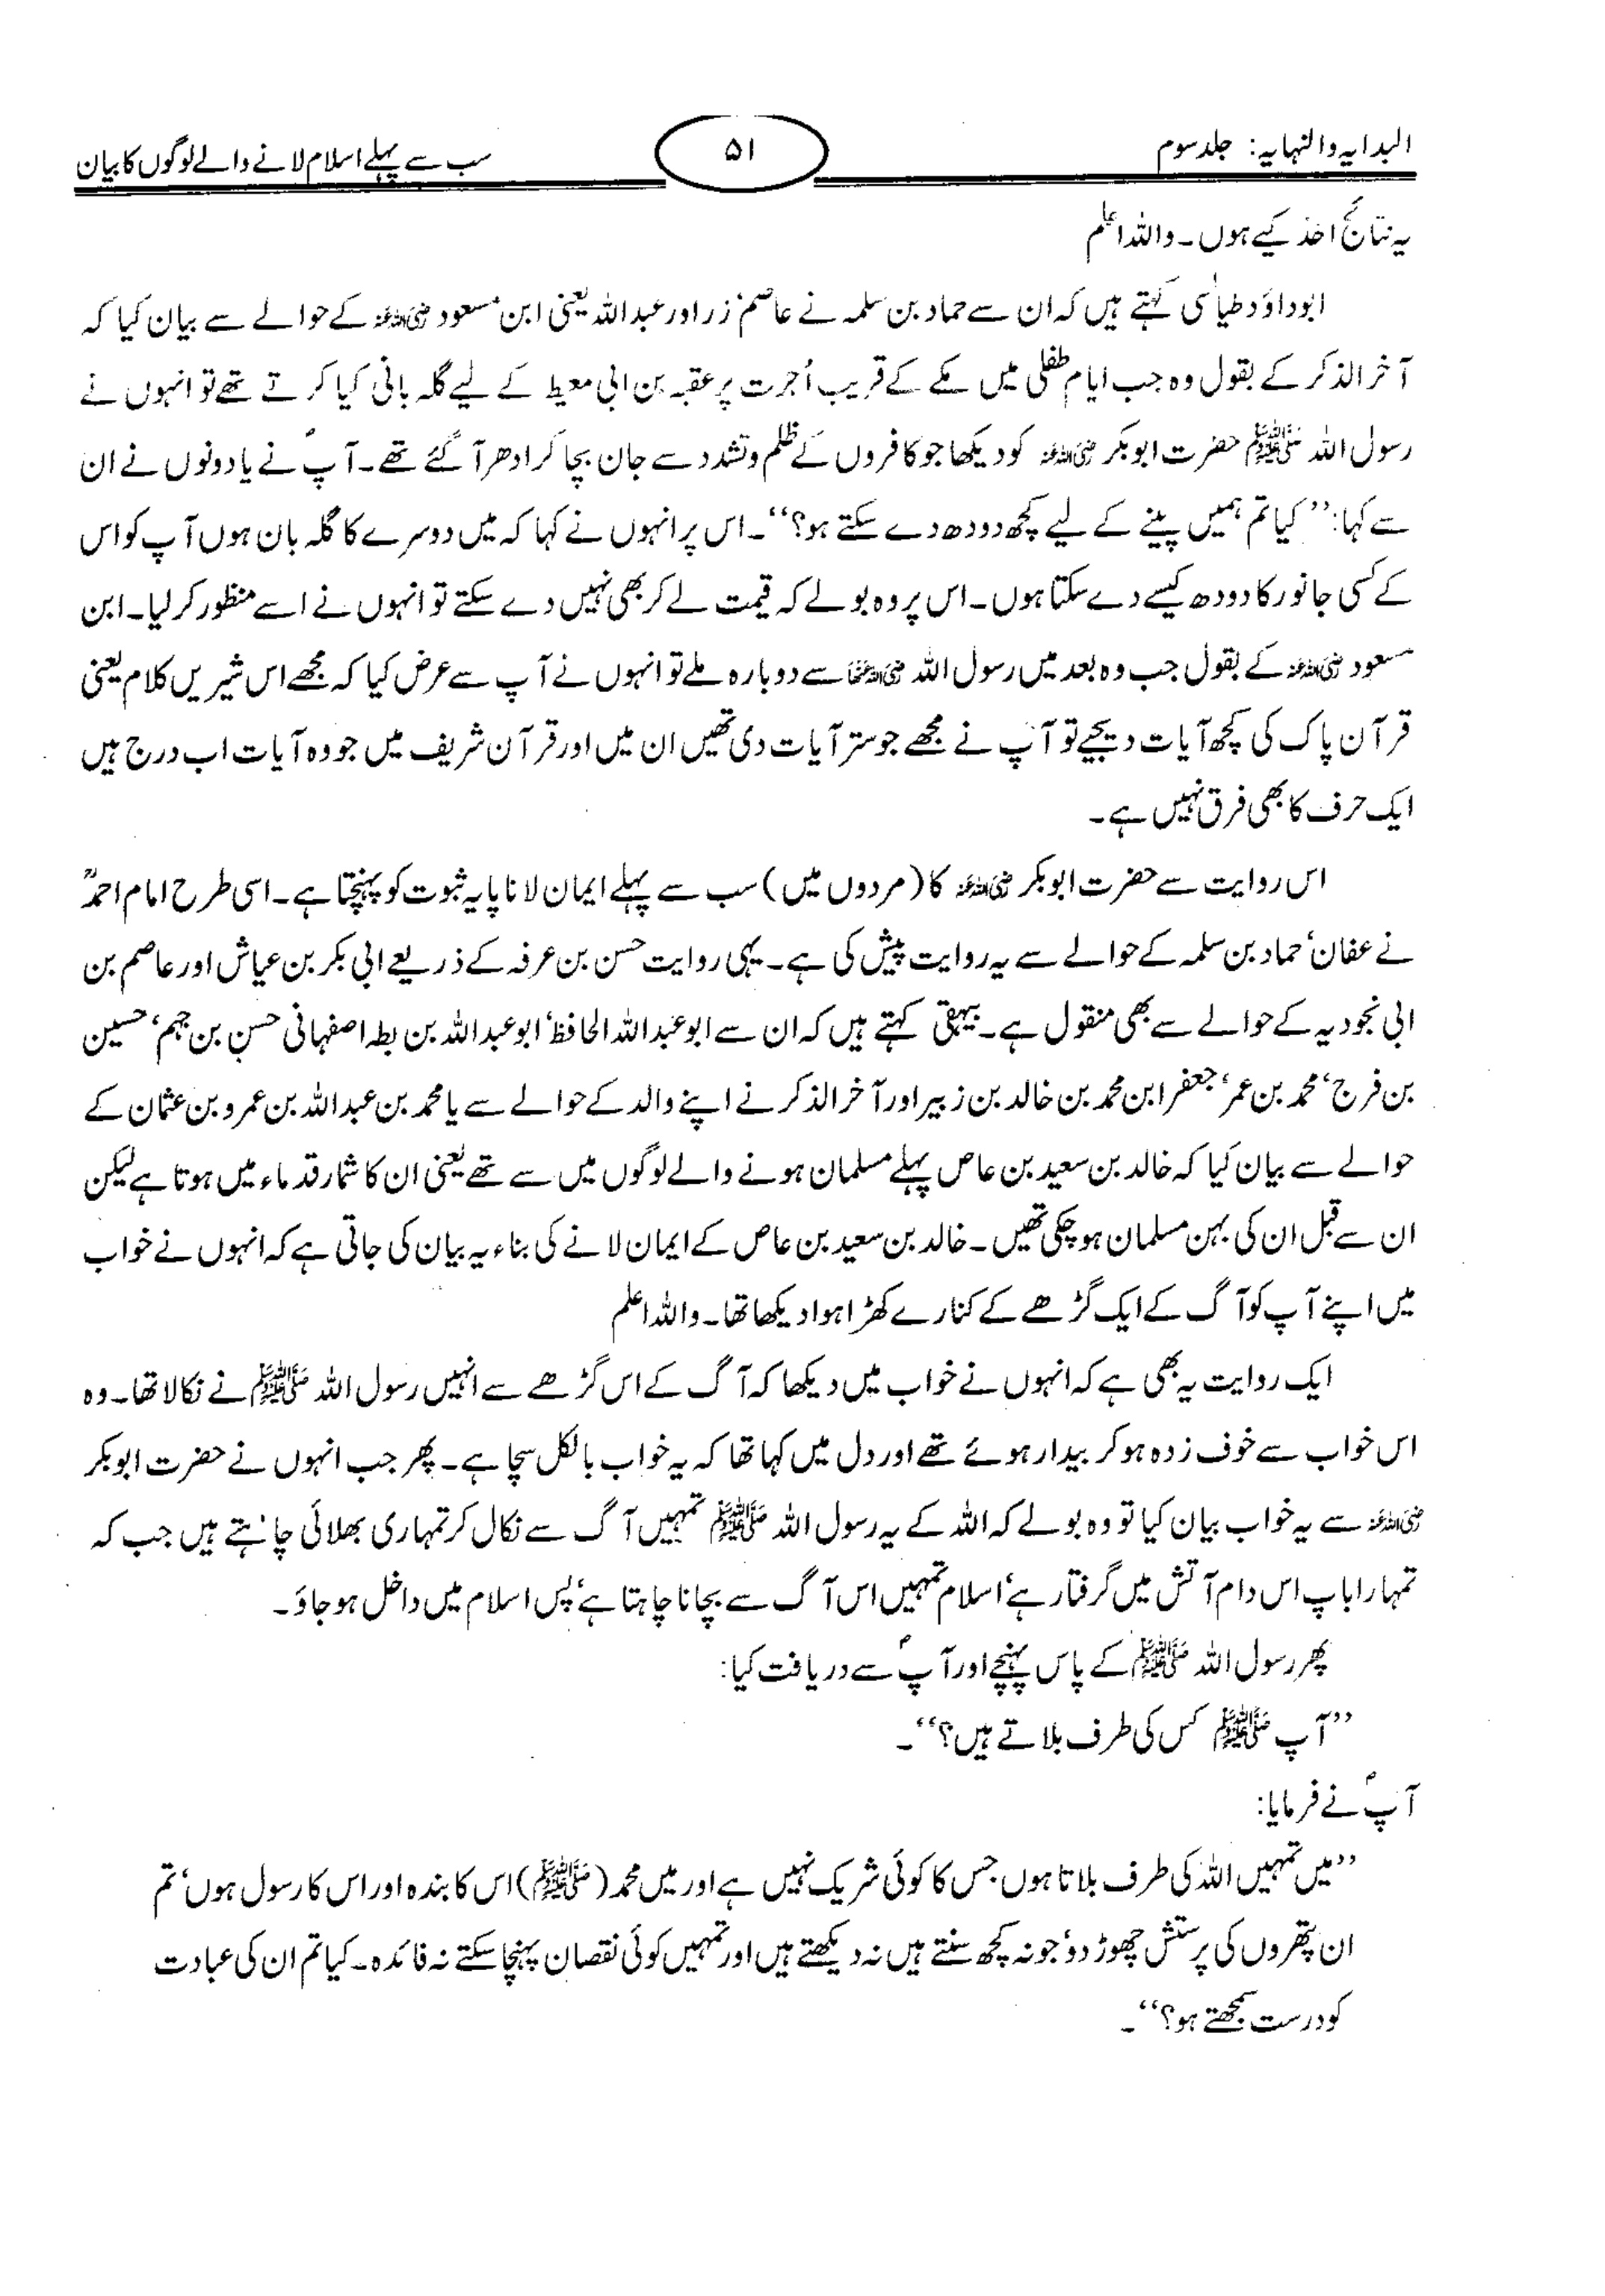 البدایہ والنہایہ: جلد سوم
۵۱
سب سے پہلے اسلام لانے والے لوگوں کا بیان
یہ نتائج اخذ کیے ہوں۔ واللہ اعلم
ابوداؤد طیالسی کہتے ہیں کہ ان سے حماد بن سلمہ نے عاصم‘ زر اور عبداللہ یعنی ابن مسعود رضی اللہ عنہ کے حوالے سے بیان کیا کہ
آخر الذکر کے بقول وہ جب ایام طفلی میں مکے کے قریب اُجرت پر عقبہ بن ابی معیط کے لیے گلہ بانی کیا کرتے تھے تو انہوں نے
رسول اللہ ﷺ حضرت ابوبکر رضی اللہ عنہ کو دیکھا جو کافروں کے ظلم و تشدد سے جان بچا کر ادھر آ گئے تھے۔ آپؐ نے یا دونوں نے ان
سے کہا: ’’کیا تم ہمیں پینے کے لیے کچھ دودھ دے سکتے ہو؟‘‘۔ اس پر انہوں نے کہا کہ میں دوسرے کا گلہ بان ہوں آپ کو اس
کے کسی جانور کا دودھ کیسے دے سکتا ہوں۔ اس پر وہ بولے کہ قیمت لے کر بھی نہیں دے سکتے تو انہوں نے اسے منظور کر لیا۔ ابن
مسعود رضی اللہ عنہ کے بقول جب وہ بعد میں رسول اللہ رضی اللہ عنہا سے دوبارہ ملے تو انہوں نے آپ سے عرض کیا کہ مجھے اس شیریں کلام یعنی
قرآن پاک کی کچھ آیات دیجیے تو آپ نے مجھے جو ستر آیات دی تھیں ان میں اور قرآن شریف میں جو وہ آیات اب درج ہیں
ایک حرف کا بھی فرق نہیں ہے۔
اس روایت سے حضرت ابوبکر رضی اللہ عنہ کا (مردوں میں) سب سے پہلے ایمان لانا پایہ ثبوت کو پہنچتا ہے۔ اسی طرح امام احمدؒ
نے عفان‘ حماد بن سلمہ کے حوالے سے یہ روایت پیش کی ہے۔ یہی روایت حسن بن عرفہ کے ذریعے ابی بکر بن عیاش اور عاصم بن
ابی نجود یہ کے حوالے سے بھی منقول ہے۔ بیہقی کہتے ہیں کہ ان سے ابوعبداللہ الحافظ‘ ابوعبداللہ بن بطہ اصفہانی حسن بن جہم‘ حسین
بن فرج‘ محمد بن عمر‘ جعفر ابن محمد بن خالد بن زبیر اور آخر الذکر نے اپنے والد کے حوالے سے یا محمد بن عبداللہ بن عمرو بن عثمان کے
حوالے سے بیان کیا کہ خالد بن سعید بن عاص پہلے مسلمان ہونے والے لوگوں میں سے تھے یعنی ان کا شمار قدماء میں ہوتا ہے لیکن
ان سے قبل ان کی بہن مسلمان ہو چکی تھیں۔ خالد بن سعید بن عاص کے ایمان لانے کی بناء یہ بیان کی جاتی ہے کہ انہوں نے خواب
میں اپنے آپ کو آگ کے ایک گڑھے کے کنارے کھڑا ہوا دیکھا تھا۔ واللہ اعلم
ایک روایت یہ بھی ہے کہ انہوں نے خواب میں دیکھا کہ آگ کے اس گڑھے سے انہیں رسول اللہ ﷺ نے نکالا تھا۔ وہ
اس خواب سے خوف زدہ ہو کر بیدار ہوئے تھے اور دل میں کہا تھا کہ یہ خواب بالکل سچا ہے۔ پھر جب انہوں نے حضرت ابوبکر
رضی اللہ عنہ سے یہ خواب بیان کیا تو وہ بولے کہ اللہ کے یہ رسول اللہ ﷺ تمہیں آگ سے نکال کر تمہاری بھلائی چاہتے ہیں جب کہ
تمہارا باپ اس دام آتش میں گرفتار ہے‘ اسلام تمہیں اس آگ سے بچانا چاہتا ہے‘ پس اسلام میں داخل ہو جاؤ۔
پھر رسول اللہ ﷺ کے پاس پہنچے اور آپؐ سے دریافت کیا:
’’آپ ﷺ کس کی طرف بلاتے ہیں؟‘‘۔
آپؐ نے فرمایا:
’’میں تمہیں اللہ کی طرف بلاتا ہوں جس کا کوئی شریک نہیں ہے اور میں محمد (ﷺ) اس کا بندہ اور اس کا رسول ہوں‘ تم
ان پتھروں کی پرستش چھوڑ دو‘ جو نہ کچھ سنتے ہیں نہ دیکھتے ہیں اور تمہیں کوئی نقصان پہنچا سکتے نہ فائدہ۔ کیا تم ان کی عبادت
کو درست سمجھتے ہو؟‘‘۔